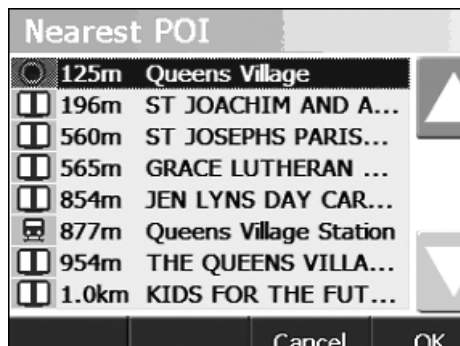 Nearest POI
125m Queens Village
196m ST JOACHIM AND A...
560m ST JOSEPHS PARIS...
565m GRACE LUTHERAN ...
854m JEN LYNS DAY CAR...
877m Queens Village Station
954m THE QUEENS VILLA...
1.0km KIDS FOR THE FUT...
Cancel OK